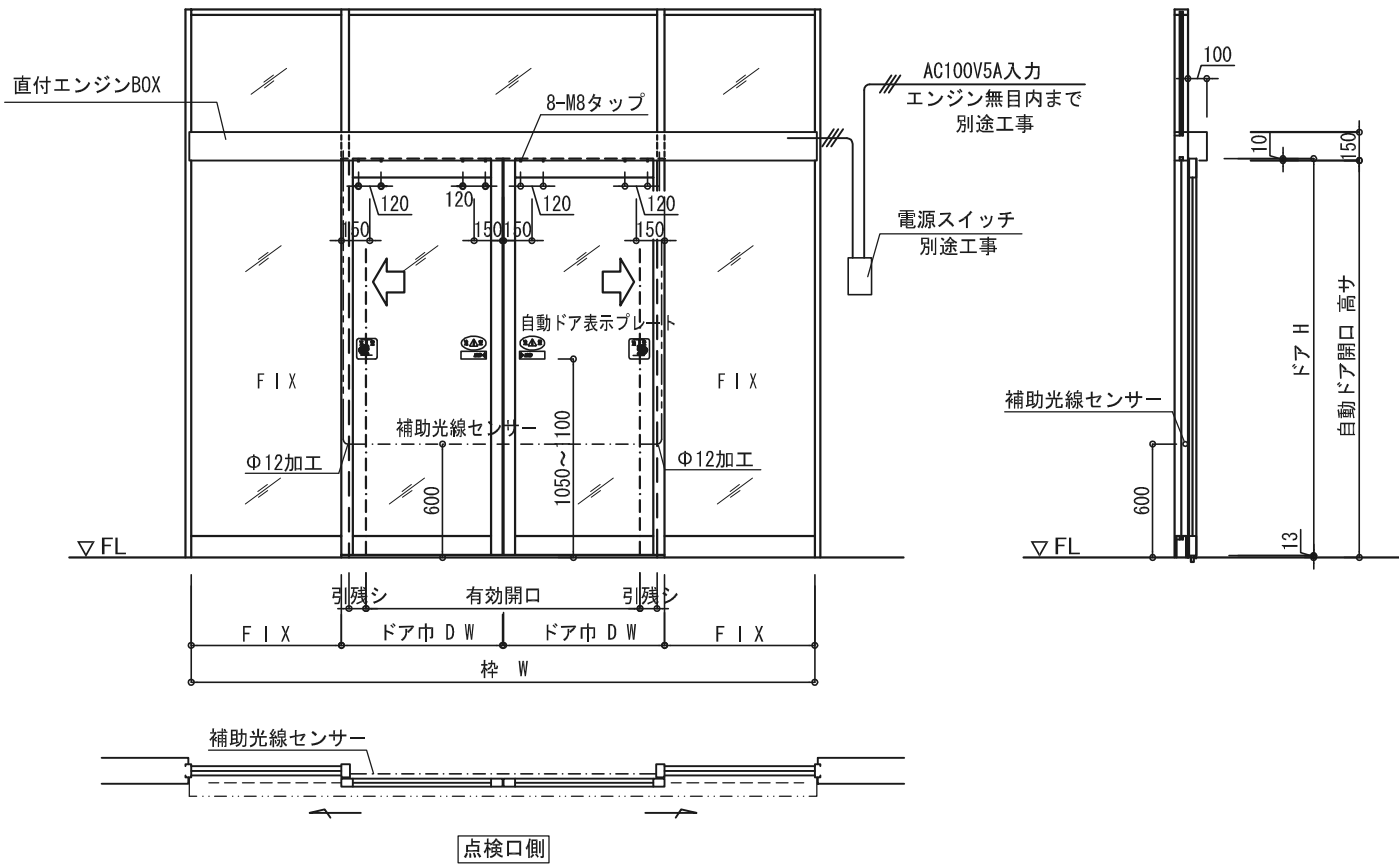 直付エンジンBOX
8-M8タップ
AC100V5A入力
エンジン無目内まで
別途工事
100
10
150
120
120
120
120
150
150
150
150
電源スイッチ
別途工事
自動ドア表示プレート
FIX
FIX
補助光線センサー
Φ12加工
Φ12加工
600
1050～1100
ドア H
自動ドア開口 高サ
補助光線センサー
600
13
▽FL
▽FL
引残シ
有効開口
引残シ
FIX
ドア巾 DW
ドア巾 DW
FIX
枠 W
補助光線センサー
点検口側